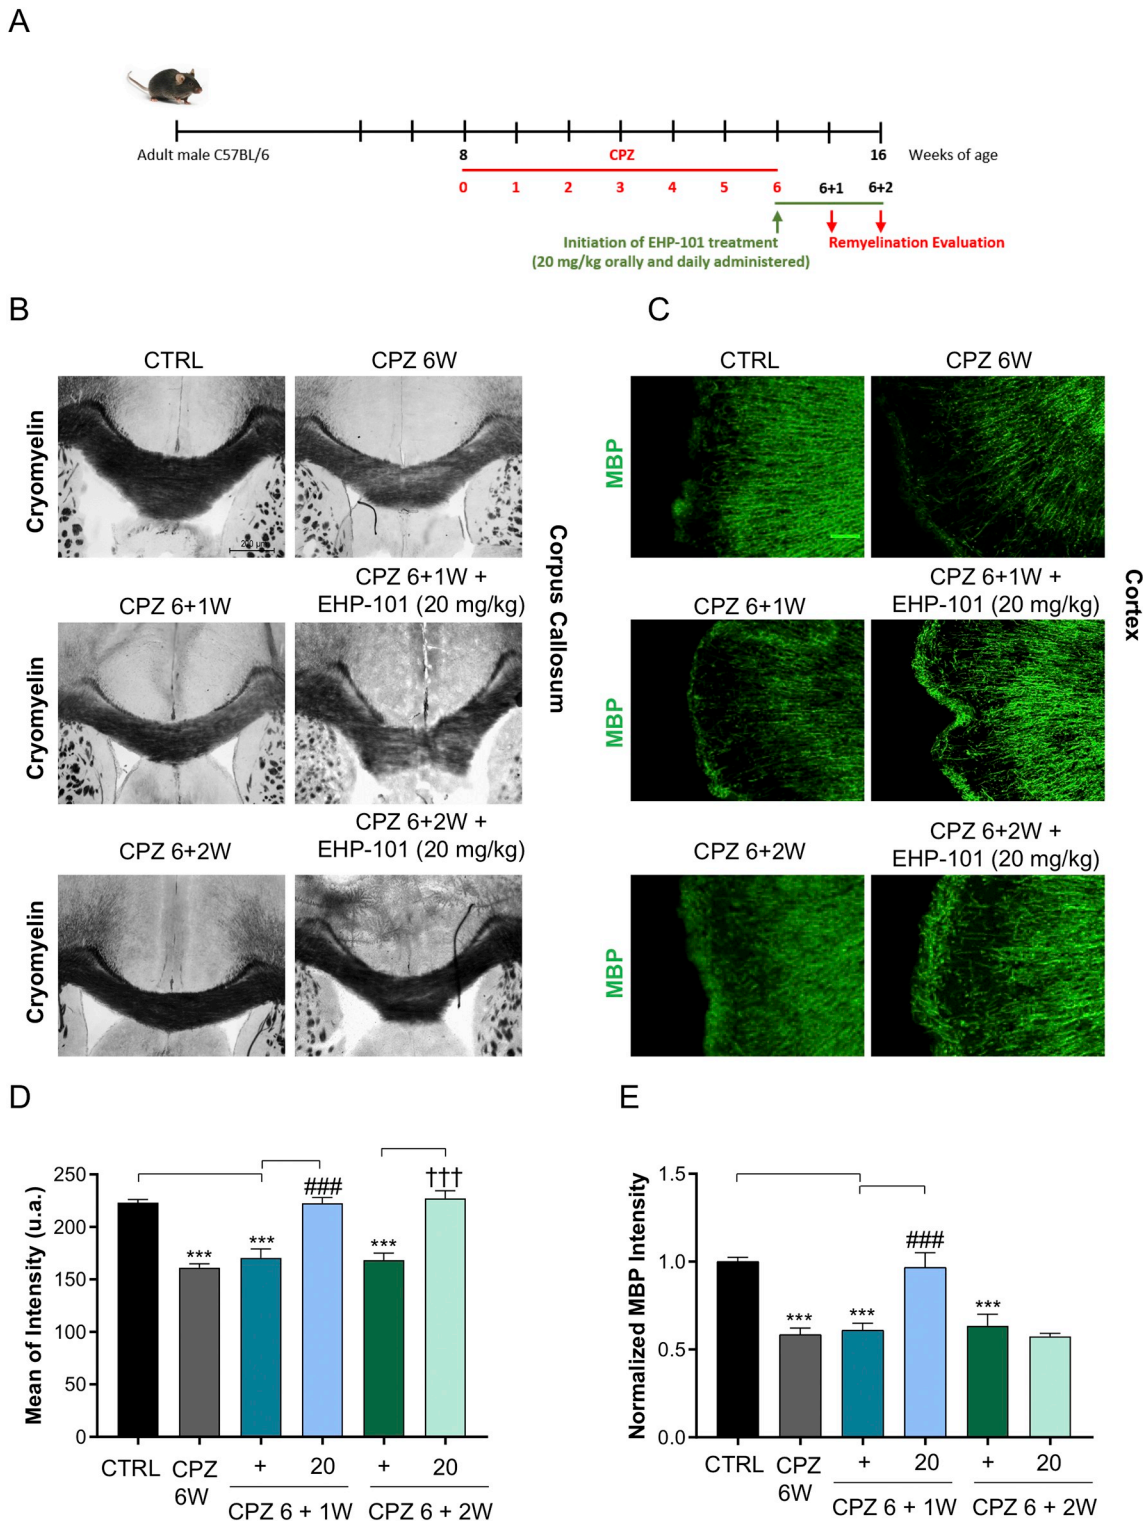 A
Adult male C57BL/6
8
CPZ
16
Weeks of age
0 1 2 3 4 5 6 6+1 6+2
Initiation of EHP-101 treatment
(20 mg/kg orally and daily administered)
Remyelination Evaluation
B
CTRL
CPZ 6W
Cryomyelin
200 µm
CPZ 6+1W
CPZ 6+1W +
EHP-101 (20 mg/kg)
Cryomyelin
CPZ 6+2W
CPZ 6+2W +
EHP-101 (20 mg/kg)
Cryomyelin
Corpus Callosum
C
CTRL
CPZ 6W
MBP
CPZ 6+1W
CPZ 6+1W +
EHP-101 (20 mg/kg)
MBP
CPZ 6+2W
CPZ 6+2W +
EHP-101 (20 mg/kg)
MBP
Cortex
D
Mean of Intensity (u.a.)
250
200
150
100
50
0
***
***
###
***
†††
CTRL
CPZ
6W
+
20
+
20
CPZ 6 + 1W
CPZ 6 + 2W
E
Normalized MBP Intensity
1.5
1.0
0.5
0.0
***
***
###
***
CTRL
CPZ
6W
+
20
+
20
CPZ 6 + 1W
CPZ 6 + 2W